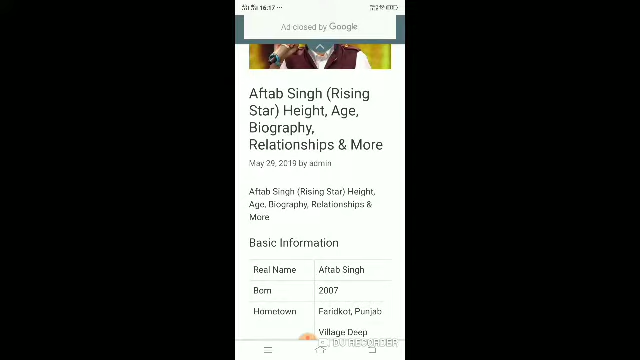 16:17
Ad closed by Google
Aftab Singh (Rising
Star) Height, Age,
Biography,
Relationships & More
May 29, 2019 by admin
Aftab Singh (Rising Star) Height,
Age, Biography, Relationships &
More
Basic Information
Real Name Aftab Singh
Born 2007
Hometown Faridkot, Punjab
Village Deep
DU RECORDER